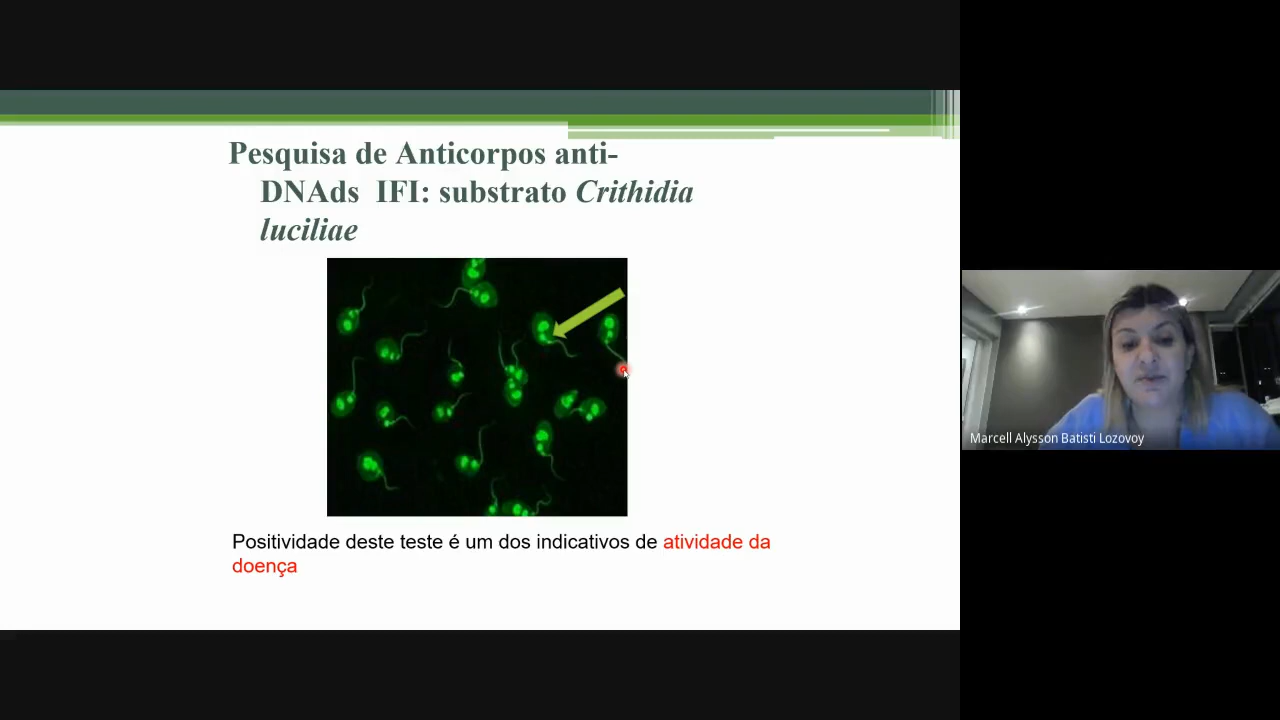 Pesquisa de Anticorpos anti-
DNAds IFI: substrato Crithidia
luciliae
Positividade deste teste é um dos indicativos de atividade da
doença
Marcell Alysson Batisti Lozovoy